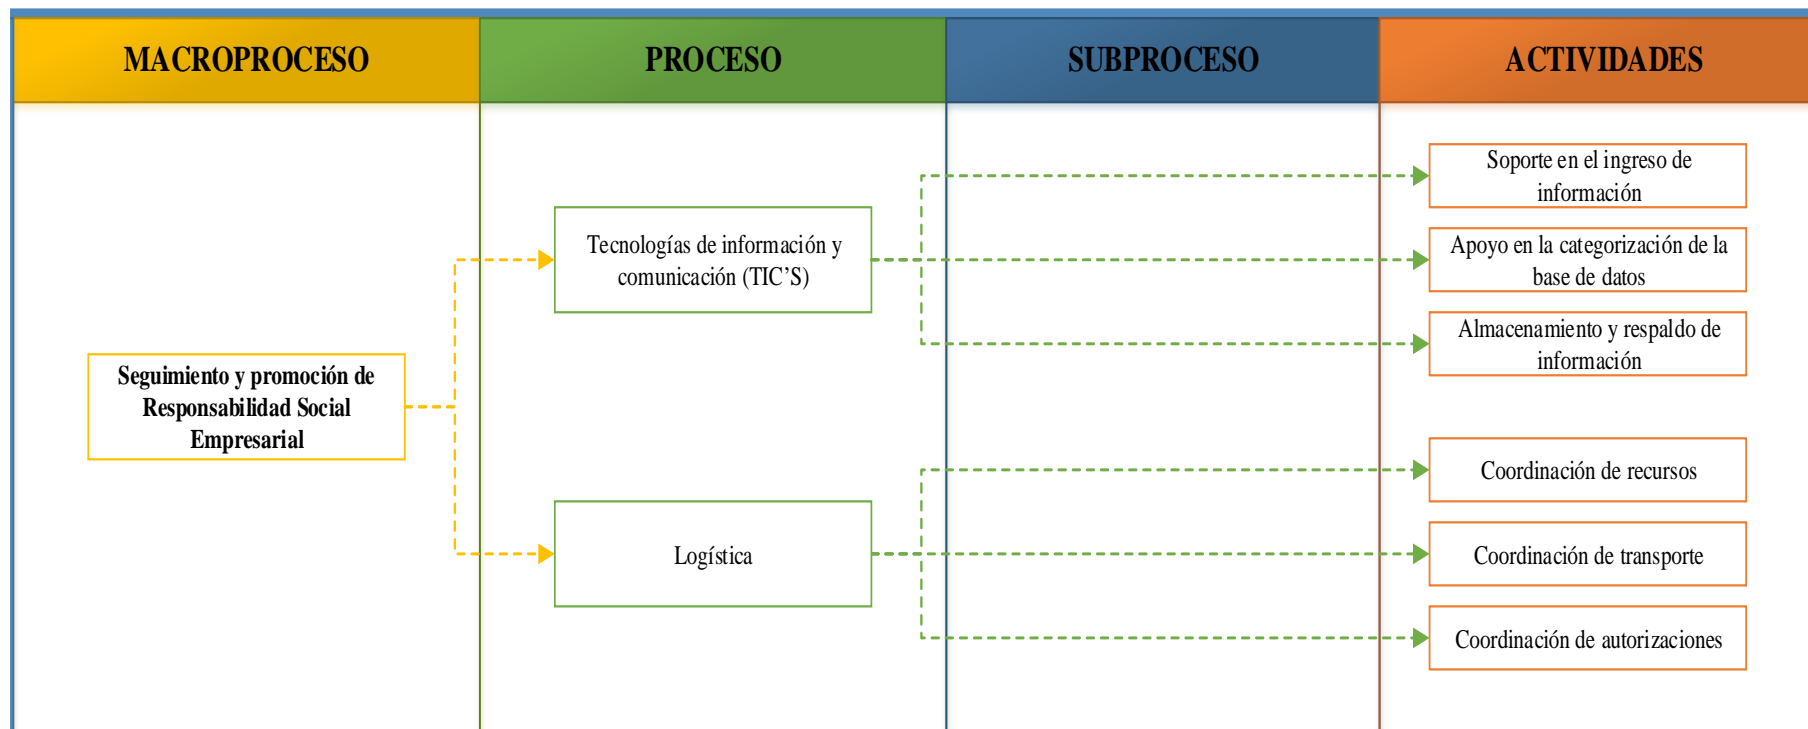 MACROPROCESO
PROCESO
SUBPROCESO
ACTIVIDADES
Seguimiento y promoción de
Responsabilidad Social
Empresarial
Tecnologías de información y
comunicación (TIC’S)
Soporte en el ingreso de
información
Apoyo en la categorización de la
base de datos
Almacenamiento y respaldo de
información
Logística
Coordinación de recursos
Coordinación de transporte
Coordinación de autorizaciones